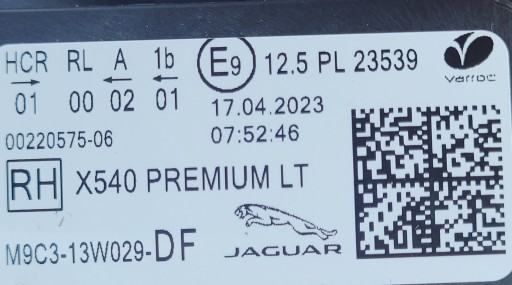 HCR RL A 1b E9 12.5 PL 23539
varroc
01 00 02 01 17.04.2023
00220575-06 07:52:46
RH X540 PREMIUM LT
M9C3-13W029-DF JAGUAR